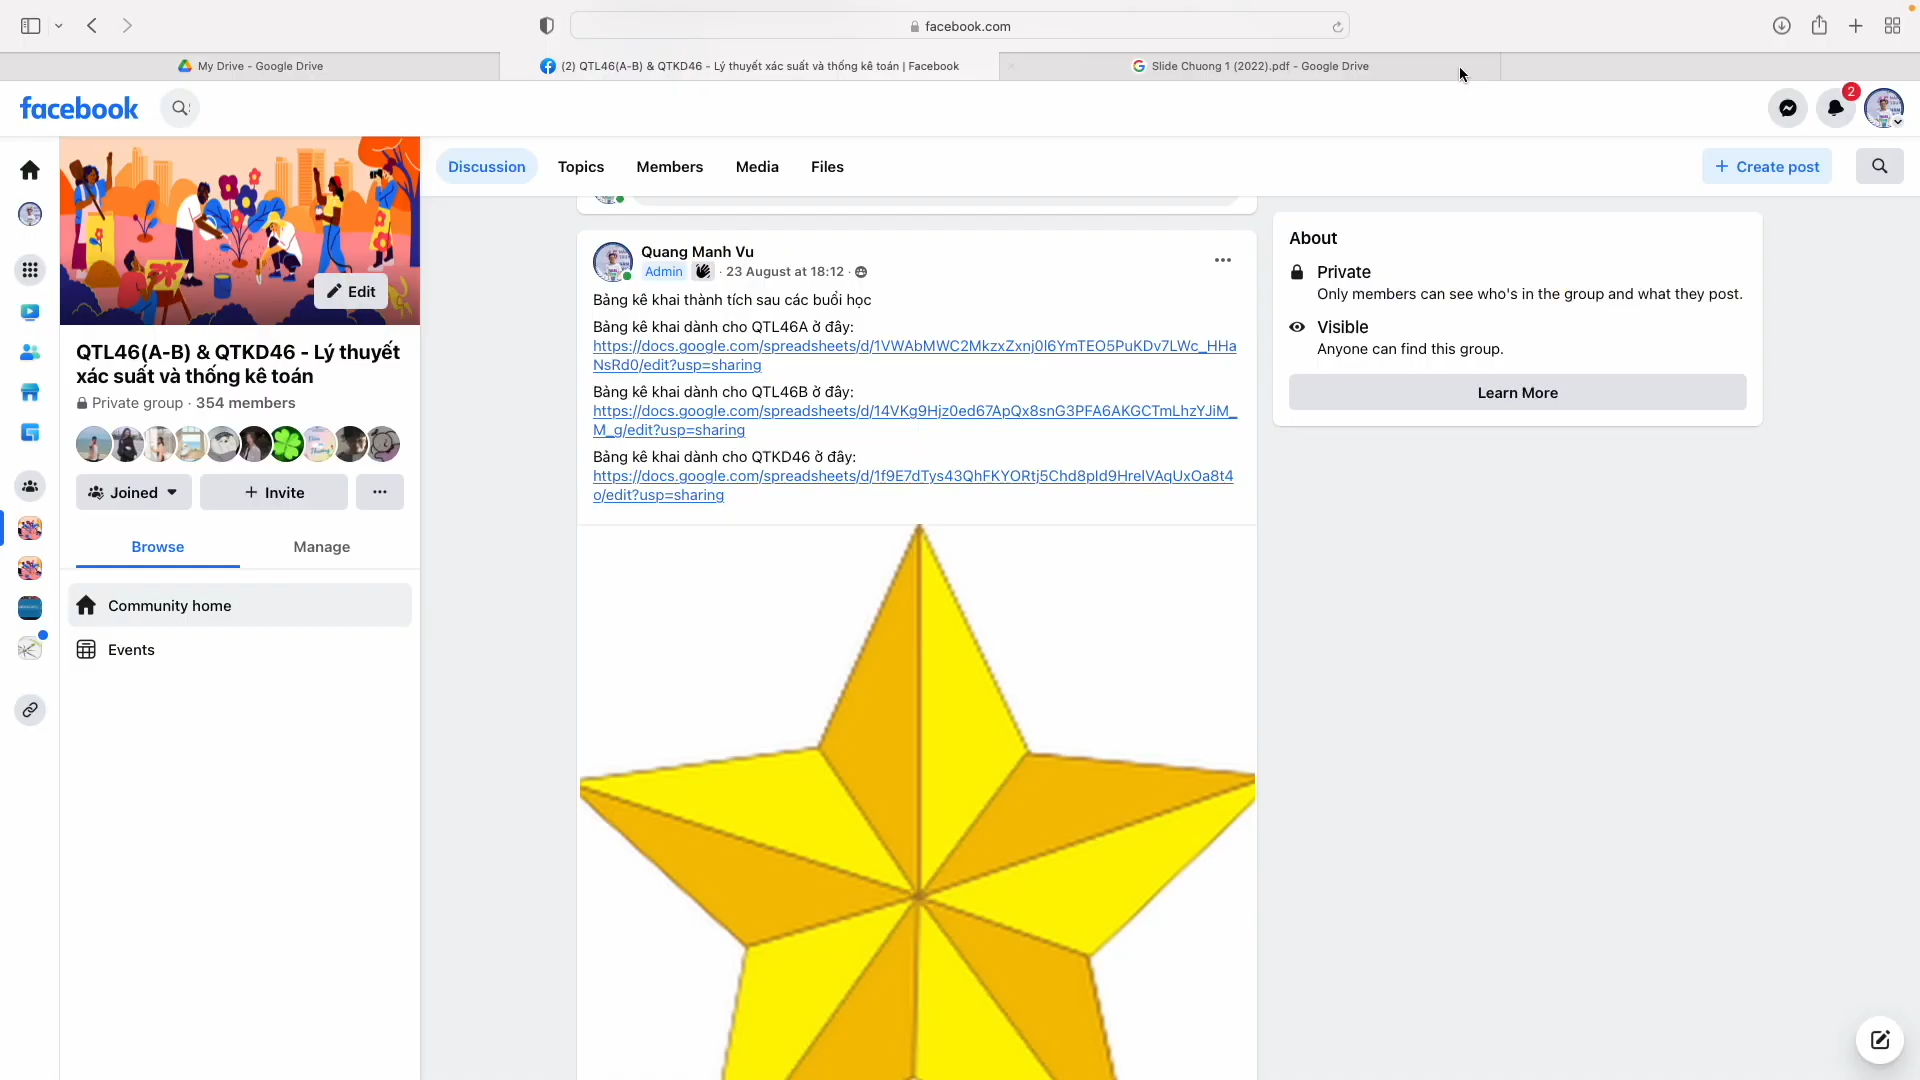 facebook.com
My Drive - Google Drive
(2) QTL46(A-B) & QTKD46 - Lý thuyết xác suất và thống kê toán | Facebook
Slide Chuong 1 (2022).pdf - Google Drive
facebook
2
Discussion
Topics
Members
Media
Files
+ Create post
Edit
QTL46(A-B) & QTKD46 - Lý thuyết
xác suất và thống kê toán
Private group · 354 members
Joined
+ Invite
Browse
Manage
Community home
Events
Quang Manh Vu
Admin · 23 August at 18:12 ·
Bảng kê khai thành tích sau các buổi học
Bảng kê khai dành cho QTL46A ở đây:
https://docs.google.com/spreadsheets/d/1VWAbMWC2MkzxZxnj0l6YmTEO5PuKDv7LWc_HHa
NsRd0/edit?usp=sharing
Bảng kê khai dành cho QTL46B ở đây:
https://docs.google.com/spreadsheets/d/14VKg9Hjz0ed67ApQx8snG3PFA6AKGCTmLhzYJiM_
M_g/edit?usp=sharing
Bảng kê khai dành cho QTKD46 ở đây:
https://docs.google.com/spreadsheets/d/1f9E7dTys43QhFKYORtj5Chd8pId9HreIVAqUxOa8t4
o/edit?usp=sharing
About
Private
Only members can see who's in the group and what they post.
Visible
Anyone can find this group.
Learn More